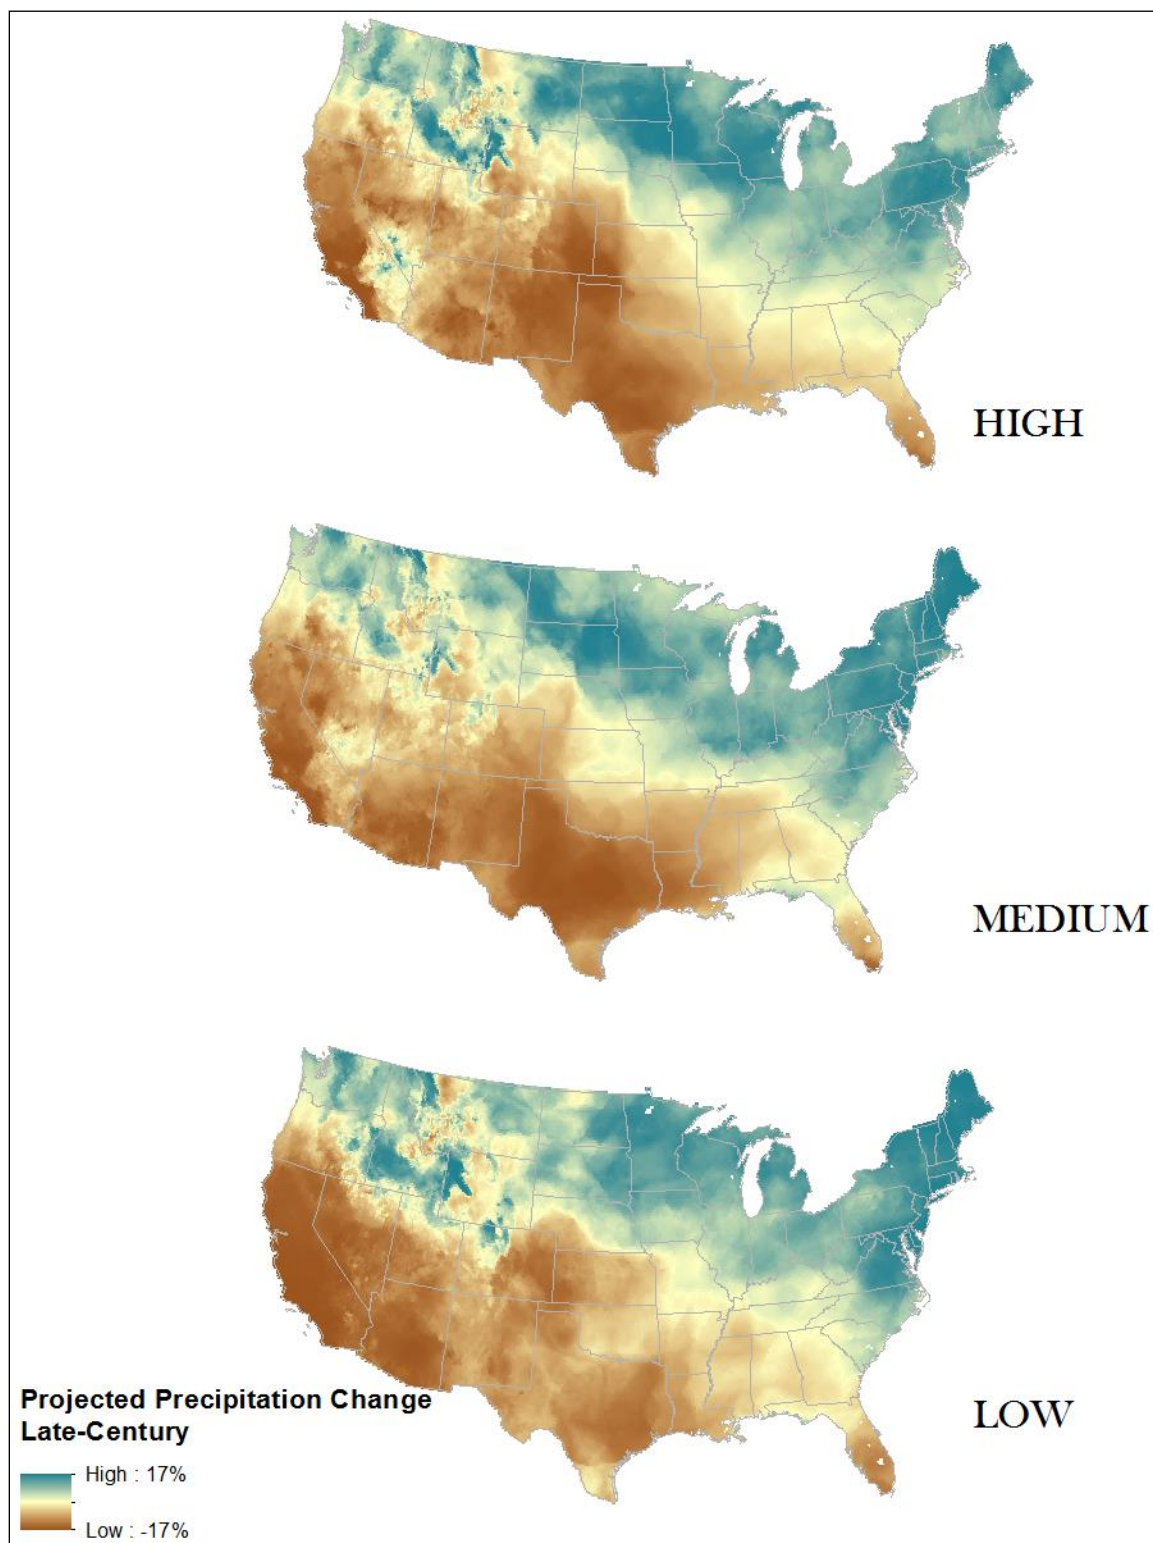 HIGH
MEDIUM
LOW
Projected Precipitation Change
Late-Century
High : 17%
Low : -17%